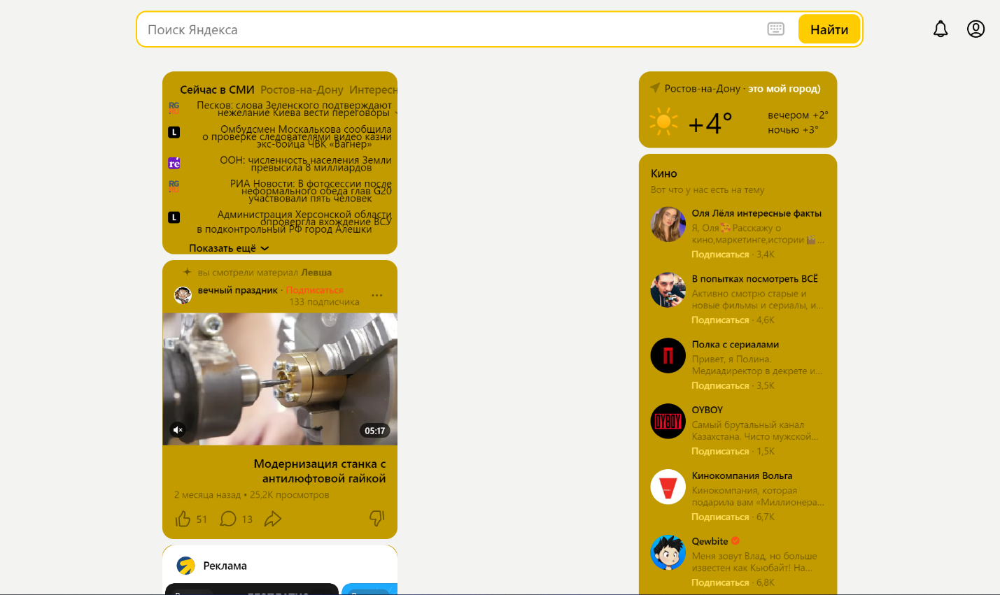 Поиск Яндекса
Найти
Сейчас в СМИ Ростов-на-Дону Интересн
Песков: слова Зеленского подтверждают
нежелание Киева вести переговоры
Омбудсмен Москалькова сообщила
о проверке следователями видео казни
экс-бойца ЧВК «Вагнер»
ООН: численность населения Земли
превысила 8 миллиардов
РИА Новости: В фотосессии после
неформального обеда глав G20
участвовали пять человек
Администрация Херсонской области
опровергла вхождение ВСУ
в подконтрольный РФ город Алешки
Показать ещё
вы смотрели материал Левша
вечный праздник · Подписаться
133 подписчика
05:17
Модернизация станка с
антилюфтовой гайкой
2 месяца назад • 25,2K просмотров
51 13
Реклама
Ростов-на-Дону · это мой город)
+4°
вечером +2°
ночью +3°
Кино
Вот что у нас есть на тему
Оля Лёля интересные факты
Я, Оля🥰Расскажу о
кино,маркетинге,истории🎬...
Подписаться · 3,4K
В попытках посмотреть ВСЁ
Активно смотрю старые и
новые фильмы и сериалы, и...
Подписаться · 4,6K
П
Полка с сериалами
Привет, я Полина.
Медиадиректор в декрете и...
Подписаться · 3,5K
OYBOY
OYBOY
Самый брутальный канал
Казахстана. Чисто мужской...
Подписаться · 1,5K
Кинокомпания Вольга
Кинокомпания, которая
подарила вам «Миллионера...
Подписаться · 6,7K
Qewbite
Меня зовут Влад, но больше
известен как Кьюбайт! На...
Подписаться · 6,8K